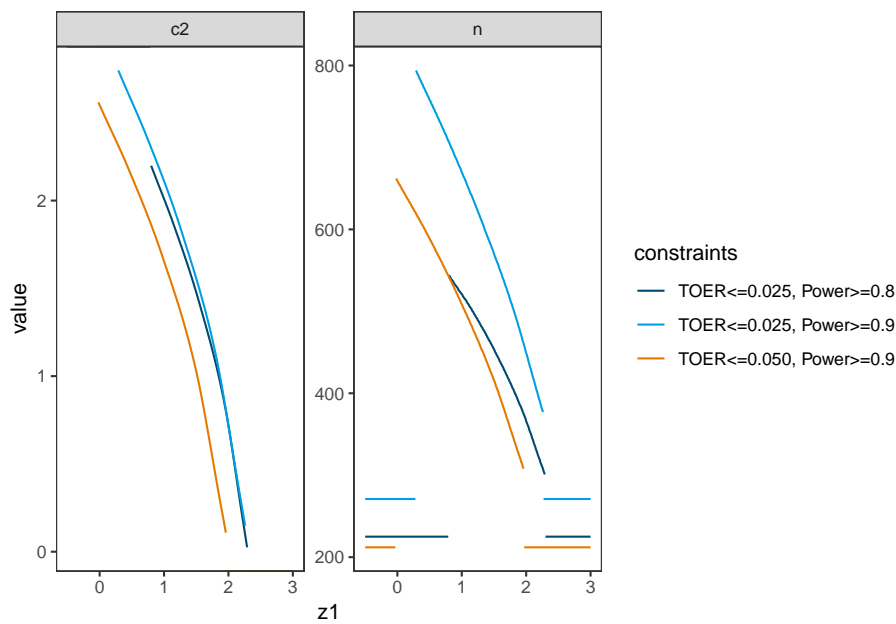 c2
n
value
2
1
0
800
600
400
200
0 1 2 3
0 1 2 3
z1
constraints
TOER<=0.025, Power>=0.8
TOER<=0.025, Power>=0.9
TOER<=0.050, Power>=0.9